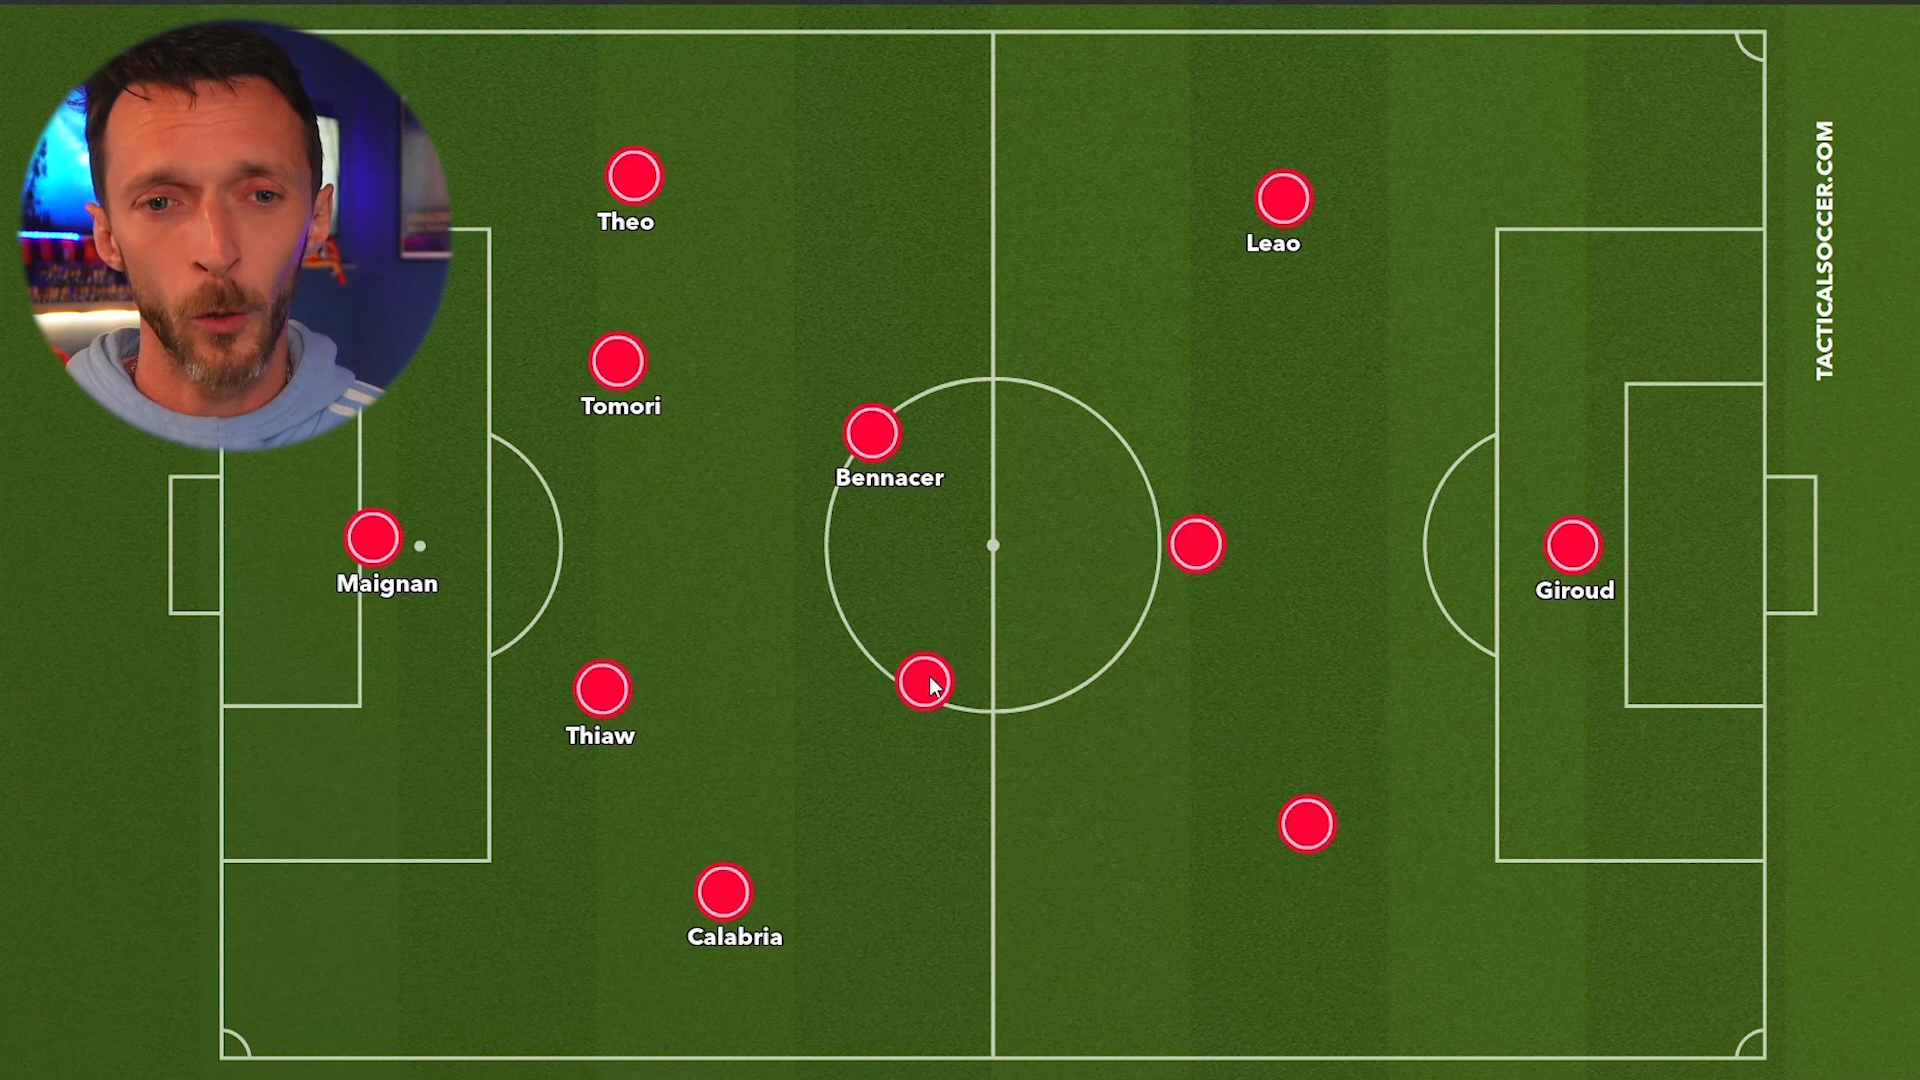 Theo
Leao
TACTICALSOCCER.COM
Tomori
Bennacer
Maignan
Giroud
Thiaw
Calabria